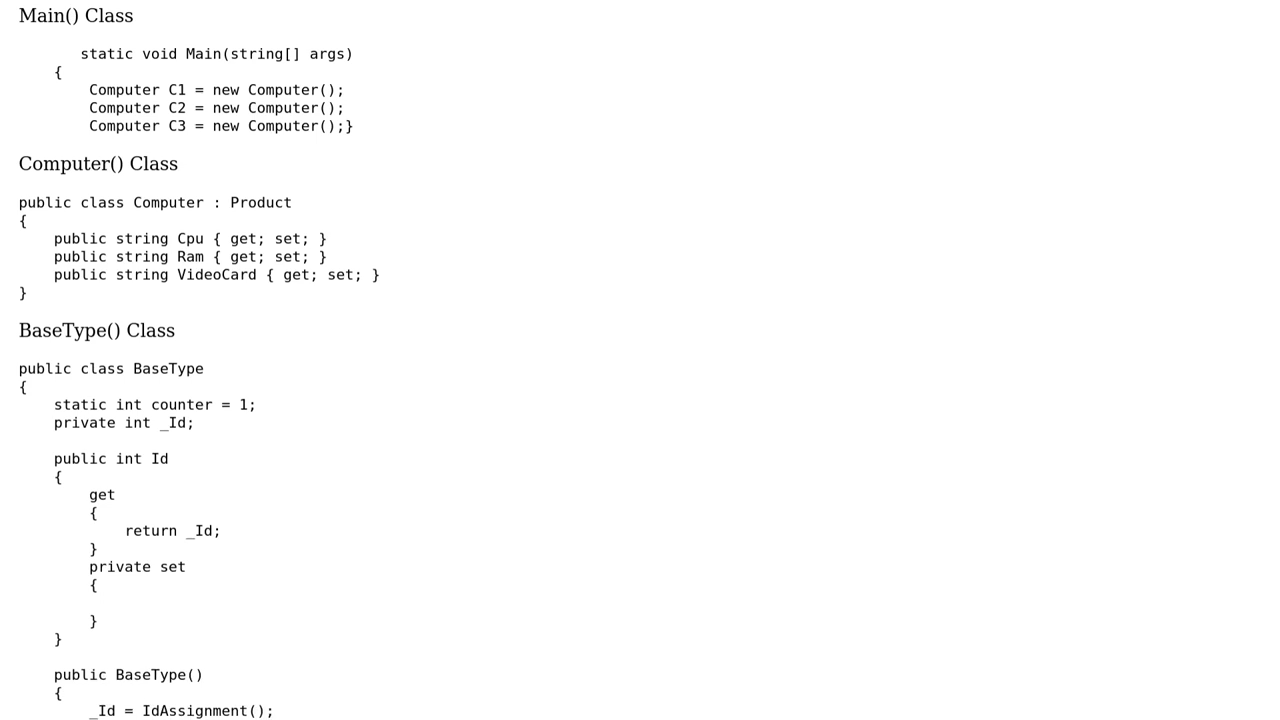 Main() Class
static void Main(string[] args)
{
Computer C1 = new Computer();
Computer C2 = new Computer();
Computer C3 = new Computer();}
Computer() Class
public class Computer : Product
{
public string Cpu { get; set; }
public string Ram { get; set; }
public string VideoCard { get; set; }
}
BaseType() Class
public class BaseType
{
static int counter = 1;
private int _Id;
public int Id
{
get
{
return _Id;
}
private set
{
}
}
public BaseType()
{
_Id = IdAssignment();